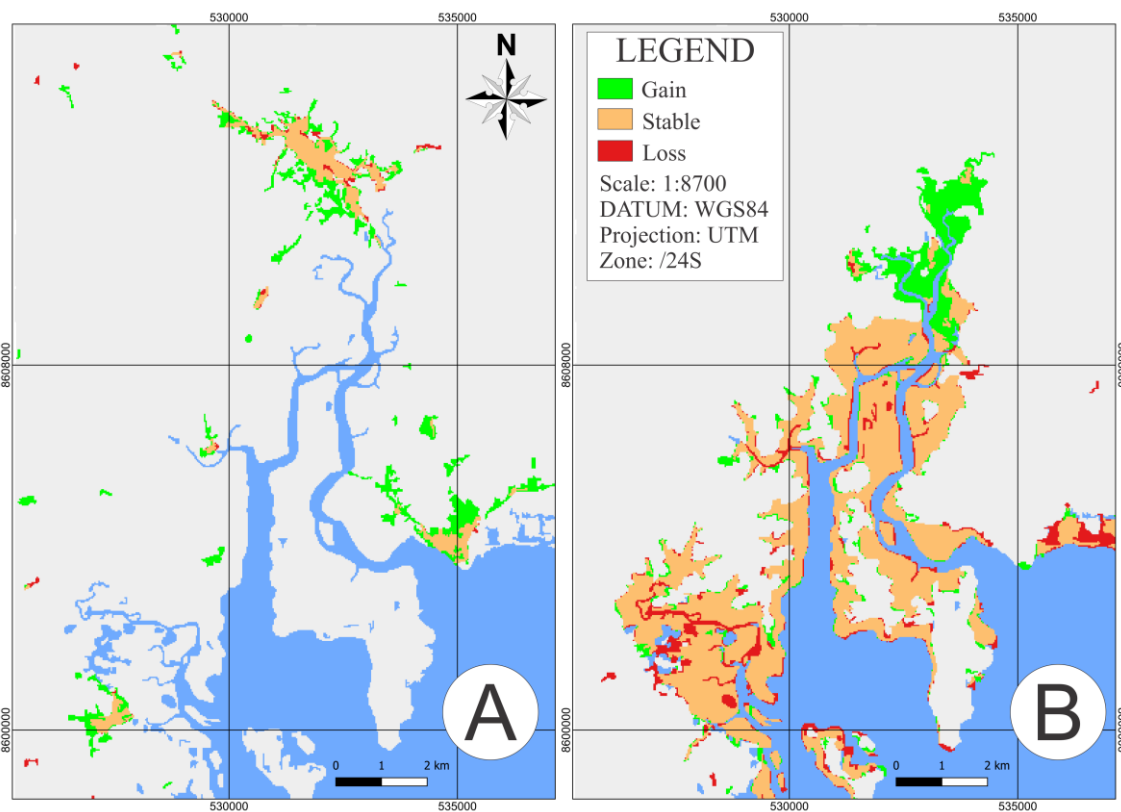 530000 535000 530000 535000
N
LEGEND
Gain
Stable
Loss
Scale: 1:8700
DATUM: WGS84
Projection: UTM
Zone: /24S
8608000 8608000
A B
8600000 8600000
0 1 2 km 0 1 2 km
530000 535000 530000 535000